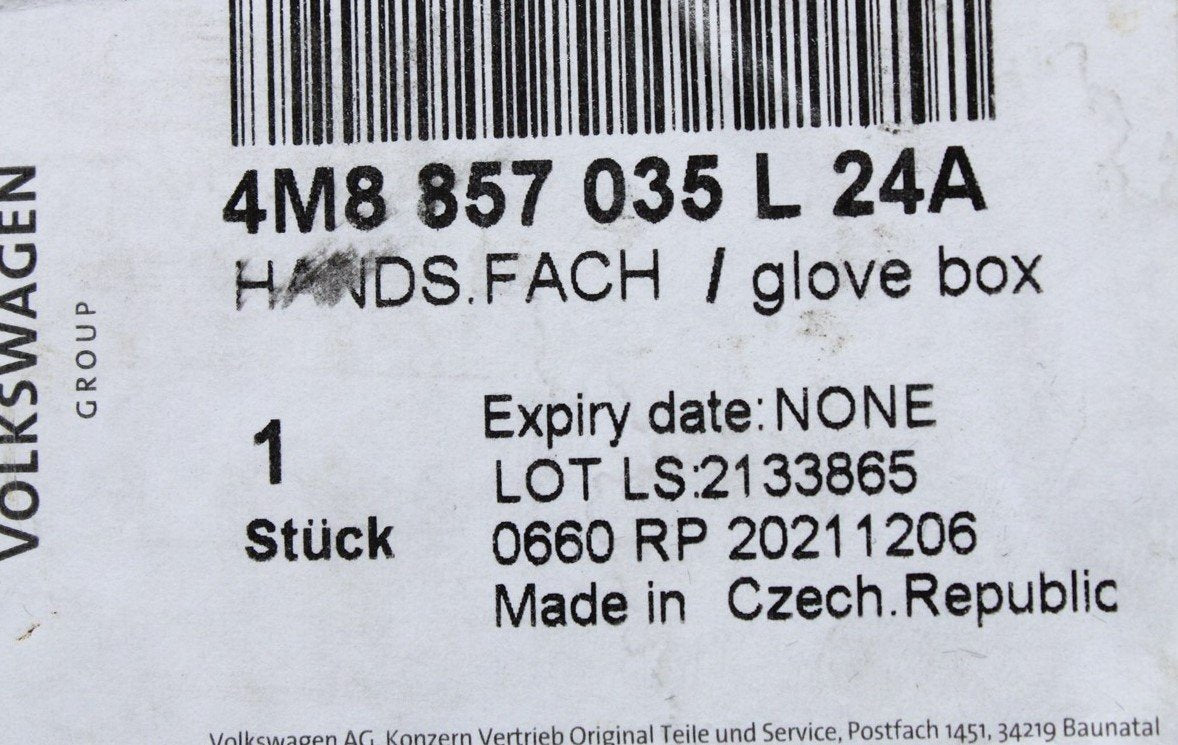 4M8 857 035 L 24A
HANDS.FACH / glove box
VOLKSWAGEN
GROUP
1
Stück
Expiry date:NONE
LOT LS:2133865
0660 RP 20211206
Made in Czech.Republic
Volkswagen AG, Konzern Vertrieb Original Teile und Service, Postfach 1451, 34219 Baunatal